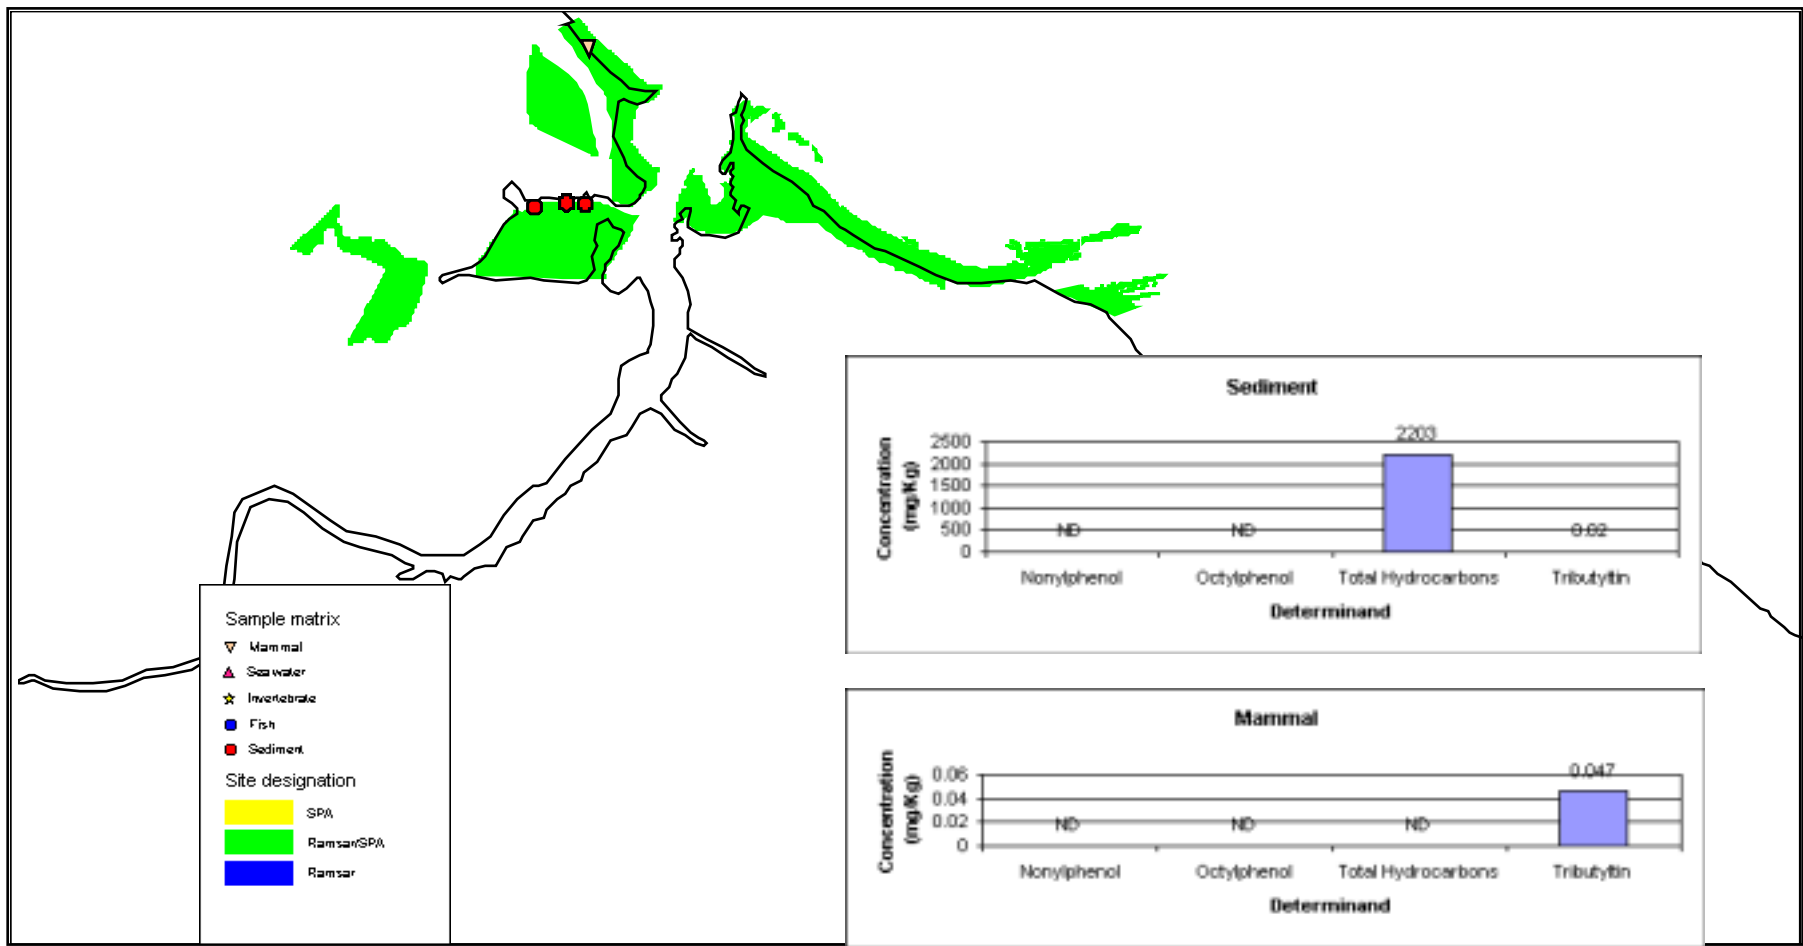 Sediment
Concentration
(mg/Kg)
2500
2000
1500
1000
500
0
ND
ND
2203
0.02
Nonylphenol
Octylphenol
Total Hydrocarbons
Tributyltin
Determinand
Sample matrix
Mammal
Seawater
Invertebrate
Fish
Sediment
Site designation
SPA
Ramsar/SPA
Ramsar
Mammal
Concentration
(mg/Kg)
0.06
0.04
0.02
0
ND
ND
ND
0.047
Nonylphenol
Octylphenol
Total Hydrocarbons
Tributyltin
Determinand